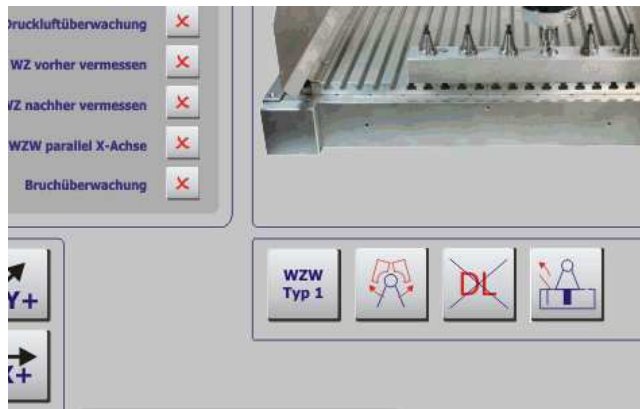 Druckluftüberwachung
WZ vorher vermessen
WZ nachher vermessen
WZW parallel X-Achse
Bruchüberwachung
WZW
Typ 1
DL
Y+
X+